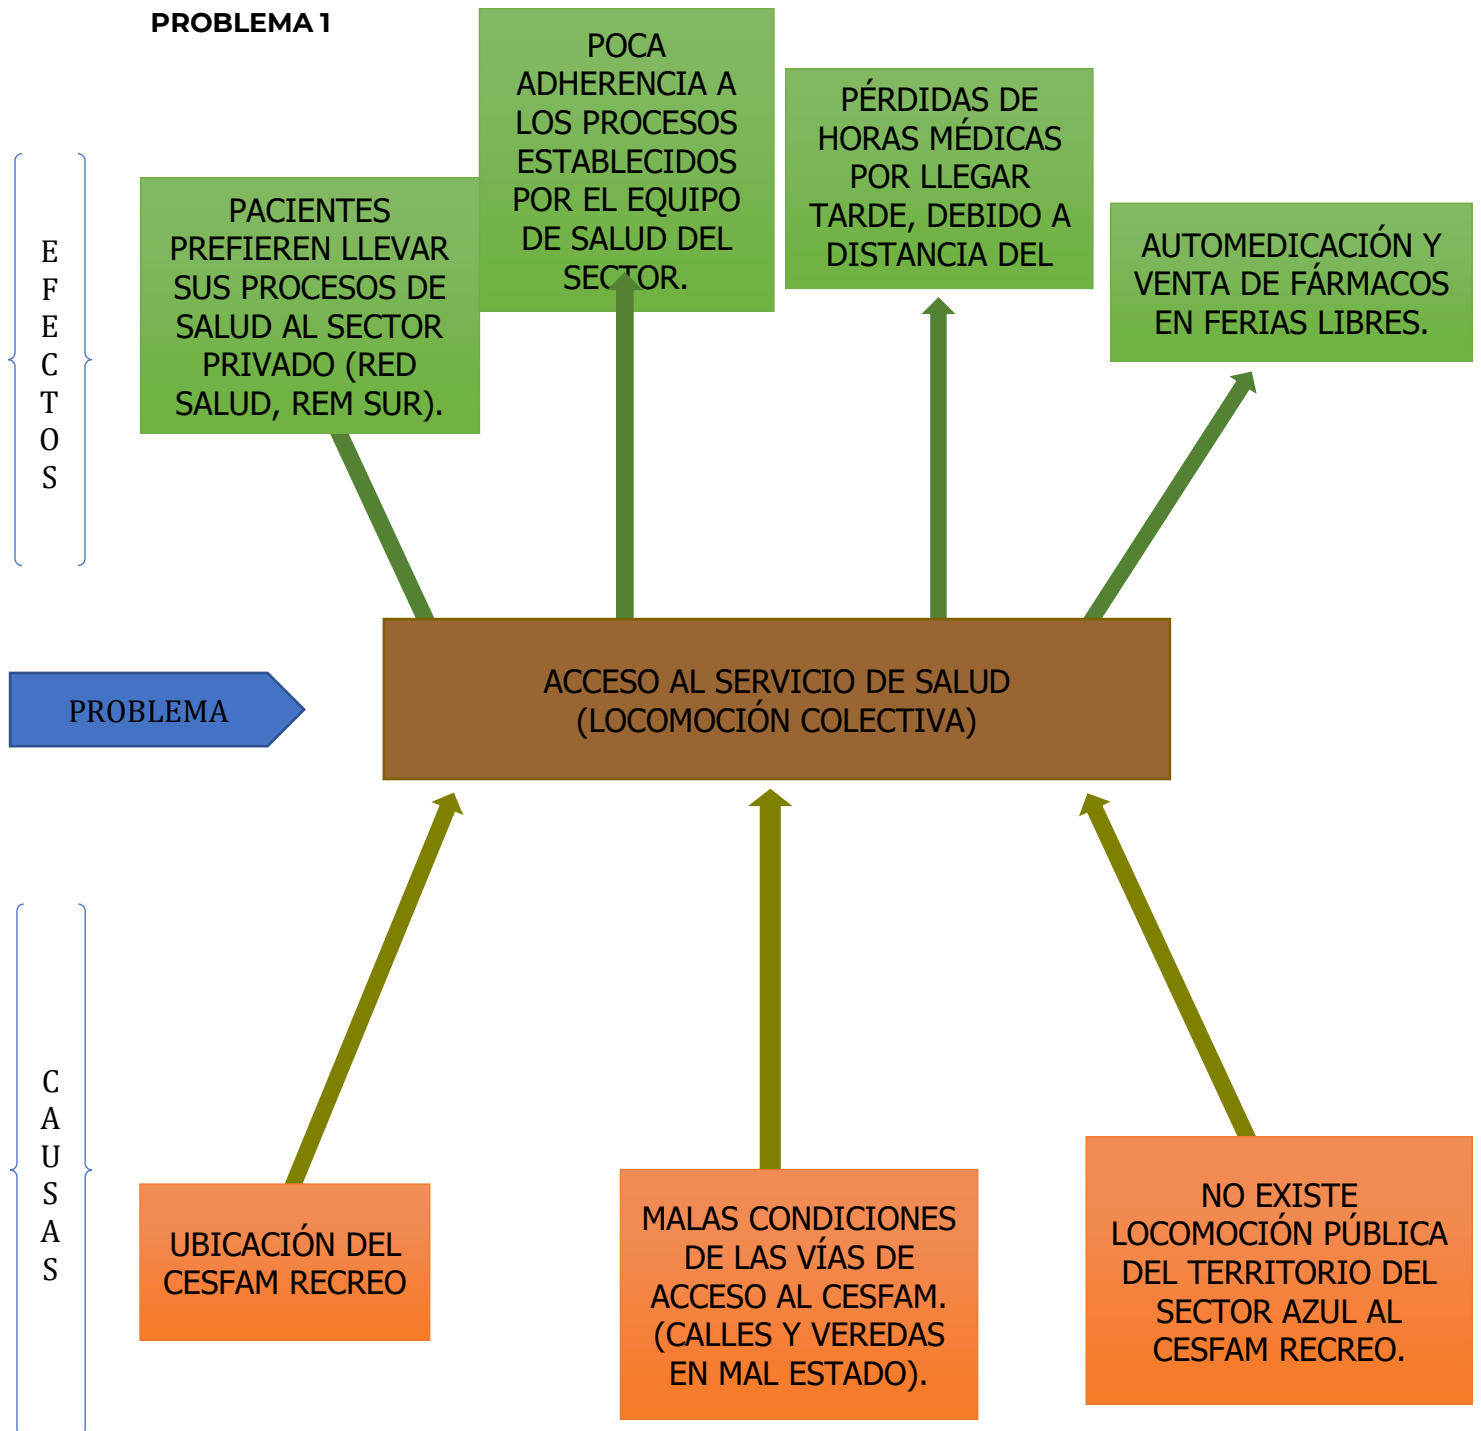 PROBLEMA 1
POCA
ADHERENCIA A
LOS PROCESOS
ESTABLECIDOS
POR EL EQUIPO
DE SALUD DEL
SECTOR.
PÉRDIDAS DE
HORAS MÉDICAS
POR LLEGAR
TARDE, DEBIDO A
DISTANCIA DEL
PACIENTES
PREFIEREN LLEVAR
SUS PROCESOS DE
SALUD AL SECTOR
PRIVADO (RED
SALUD, REM SUR).
AUTOMEDICACIÓN Y
VENTA DE FÁRMACOS
EN FERIAS LIBRES.
E
F
E
C
T
O
S
PROBLEMA
ACCESO AL SERVICIO DE SALUD
(LOCOMOCIÓN COLECTIVA)
C
A
U
S
A
S
UBICACIÓN DEL
CESFAM RECREO
MALAS CONDICIONES
DE LAS VÍAS DE
ACCESO AL CESFAM.
(CALLES Y VEREDAS
EN MAL ESTADO).
NO EXISTE
LOCOMOCIÓN PÚBLICA
DEL TERRITORIO DEL
SECTOR AZUL AL
CESFAM RECREO.